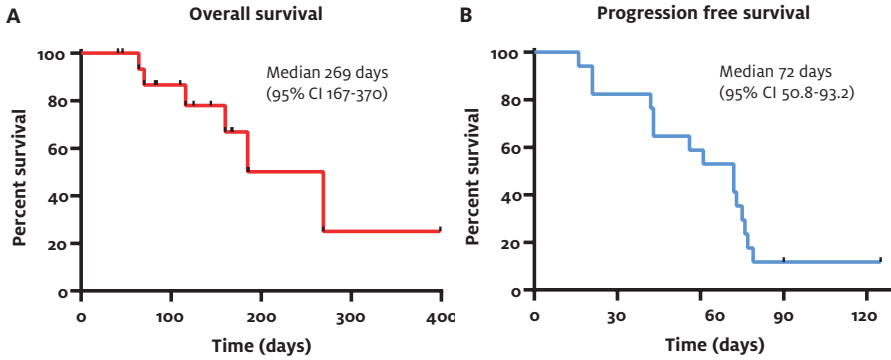 A
Overall survival
Median 269 days
(95% CI 167-370)
Percent survival
100
80
60
40
20
0
0
100
200
300
400
Time (days)
B
Progression free survival
Median 72 days
(95% CI 50.8-93.2)
Percent survival
100
80
60
40
20
0
0
30
60
90
120
Time (days)